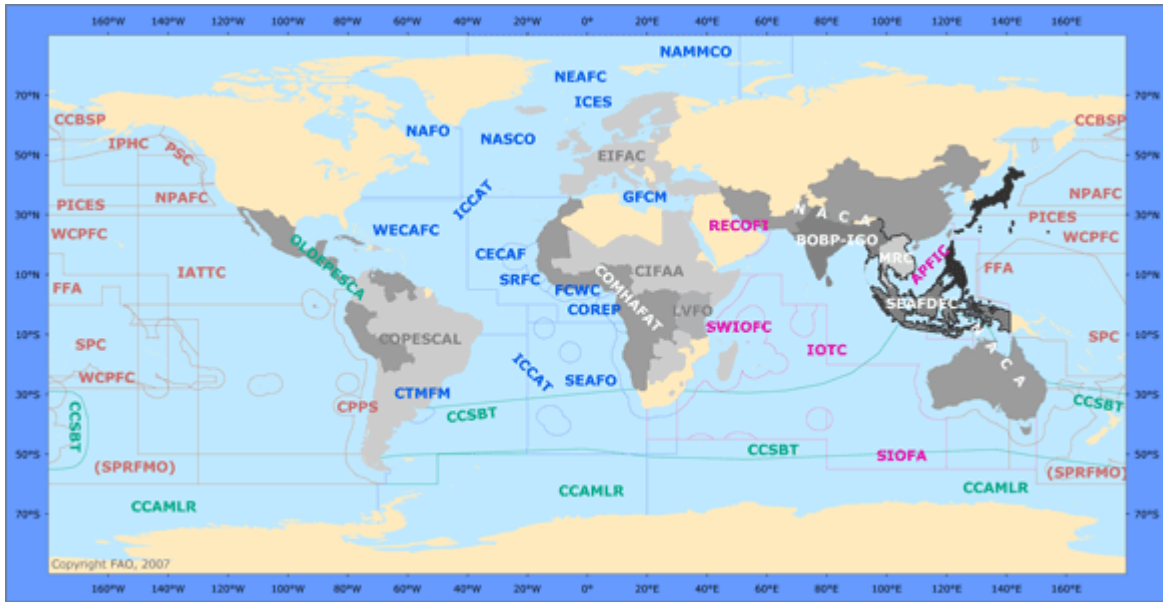 160°W 140°W 120°W 100°W 80°W 60°W 40°W 20°W 0° 20°E 40°E 60°E 80°E 100°E 120°E 140°E 160°E
NAMMCO
NEAFC
70°N 70°N
ICES
CCBSP CCBSP
NAFO
IPHC NASCO
PSC
50°N EIFAC 50°N
NPAFC GFCM NPAFC
ICCAT
PICES
30°N N A C A 30°N
PICES
WCPFC WECAFC RECOFI WCPFC
BOBP-IGO
OLDEPESCA CECAF MRC APFIC
IATTC CIFAA FFA
10°N SRFC COMHAFAT 10°N
FFA FCWC SEAFDEC
COREP LVFO
SWIOFC
10°S 10°S
SPC COPESCAL IOTC N A C A SPC
WCPFC ICCAT SEAFO
30°S CTMFM 30°S
CPPS CCSBT
CCSBT CCSBT
CCSBT
50°S SIOFA 50°S
(SPRFMO) (SPRFMO)
CCAMLR CCAMLR
CCAMLR
70°S 70°S
Copyright FAO, 2007
160°W 140°W 120°W 100°W 80°W 60°W 40°W 20°W 0° 20°E 40°E 60°E 80°E 100°E 120°E 140°E 160°E